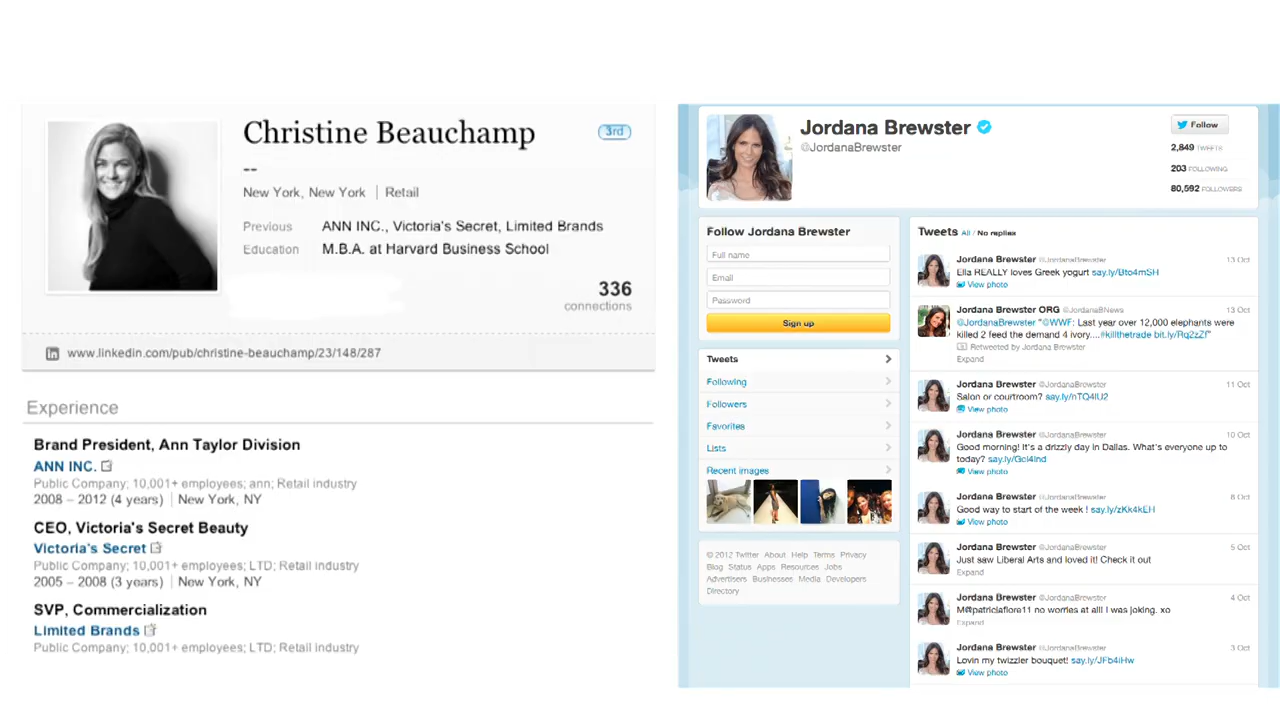 Christine Beauchamp
3rd
--
New York, New York | Retail
Previous ANN INC., Victoria's Secret, Limited Brands
Education M.B.A. at Harvard Business School
336
connections
www.linkedin.com/pub/christine-beauchamp/23/148/287
Experience
Brand President, Ann Taylor Division
ANN INC.
Public Company; 10,001+ employees; ann; Retail industry
2008 – 2012 (4 years) | New York, NY
CEO, Victoria's Secret Beauty
Victoria's Secret
Public Company; 10,001+ employees; LTD; Retail industry
2005 – 2008 (3 years) | New York, NY
SVP, Commercialization
Limited Brands
Public Company; 10,001+ employees; LTD; Retail industry
Jordana Brewster
@JordanaBrewster
Follow
2,849 TWEETS
203 FOLLOWING
80,592 FOLLOWERS
Follow Jordana Brewster
Full name
Email
Password
Sign up
Tweets
Following
Followers
Favorites
Lists
Recent images
© 2012 Twitter About Help Terms Privacy
Blog Status Apps Resources Jobs
Advertisers Businesses Media Developers
Directory
Tweets All / No replies
Jordana Brewster @JordanaBrewster 13 Oct
Ella REALLY loves Greek yogurt say.ly/Bto4mSH
View photo
Jordana Brewster ORG @JordanaBNews 13 Oct
@JordanaBrewster "@WWF: Last year over 12,000 elephants were
killed 2 feed the demand 4 ivory....#killthetrade bit.ly/Rq2zZf"
Retweeted by Jordana Brewster
Expand
Jordana Brewster @JordanaBrewster 11 Oct
Salon or courtroom? say.ly/nTQ4IU2
View photo
Jordana Brewster @JordanaBrewster 10 Oct
Good morning! It's a drizzly day in Dallas. What's everyone up to
today? say.ly/Gcl4Ind
View photo
Jordana Brewster @JordanaBrewster 8 Oct
Good way to start of the week ! say.ly/zKk4kEH
View photo
Jordana Brewster @JordanaBrewster 5 Oct
Just saw Liberal Arts and loved it! Check it out
Expand
Jordana Brewster @JordanaBrewster 4 Oct
M@patriciaflore11 no worries at all! I was joking. xo
Expand
Jordana Brewster @JordanaBrewster 3 Oct
Lovin my twizzler bouquet! say.ly/JFb4iHw
View photo